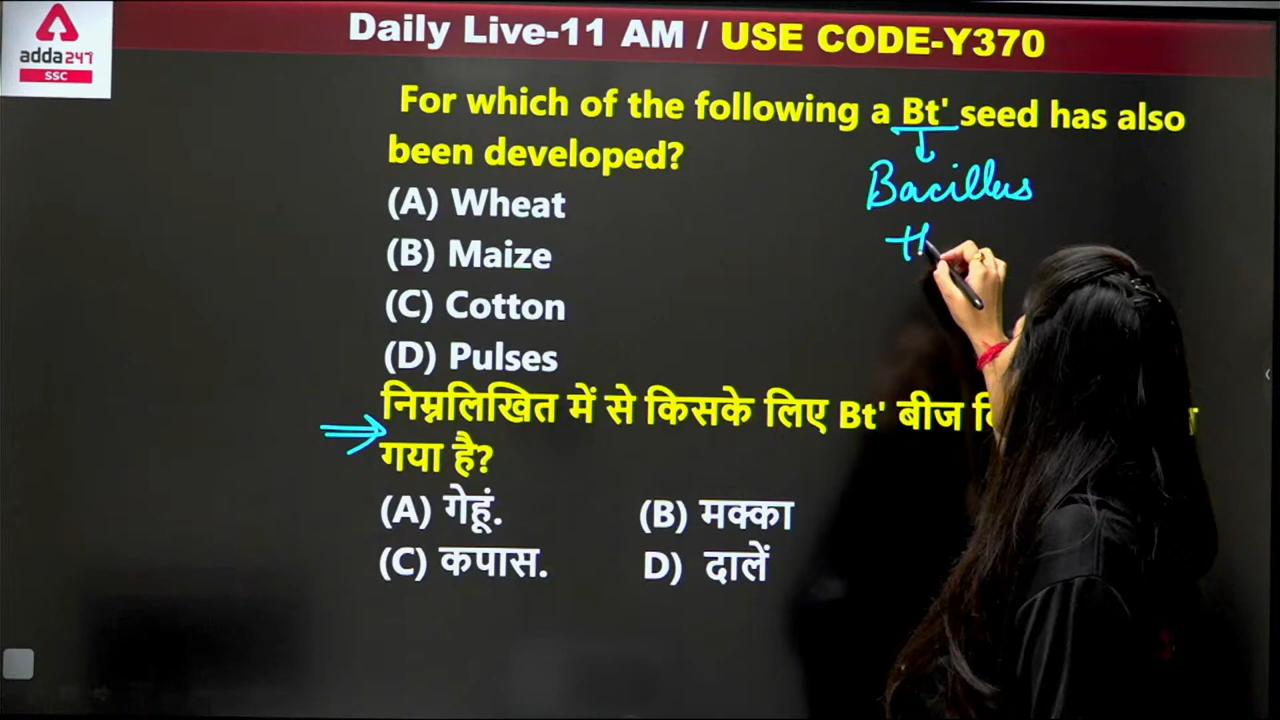 adda247
SSC
Daily Live-11 AM / USE CODE-Y370
For which of the following a Bt' seed has also
been developed?
Bacillus
(A) Wheat
(B) Maize
(C) Cotton
(D) Pulses
निम्नलिखित में से किसके लिए Bt' बीज
गया है?
(A) गेहूं. (B) मक्का
(C) कपास. D) दालें